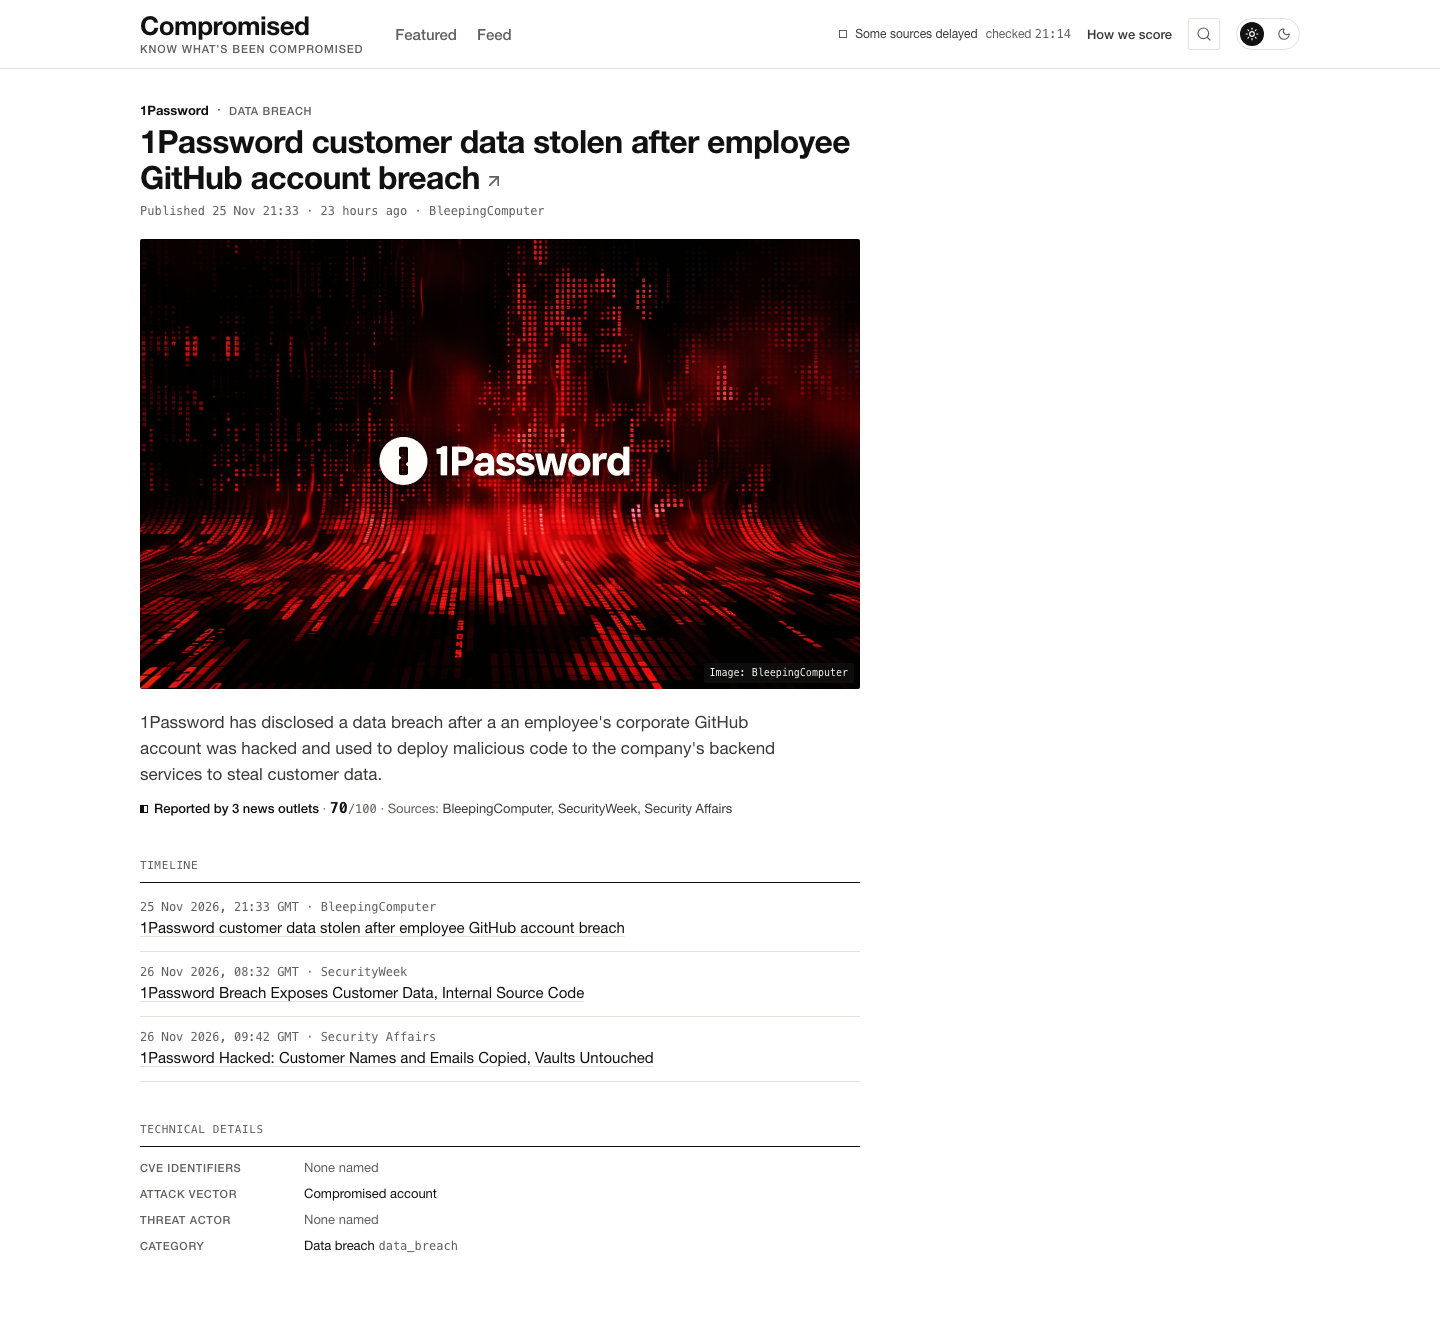 Compromised
KNOW WHAT'S BEEN COMPROMISED
Featured
Feed
Some sources delayed checked 21:14
How we score
1Password · DATA BREACH
1Password customer data stolen after employee
GitHub account breach ↗
Published 25 Nov 21:33 · 23 hours ago · BleepingComputer
1Password
Image: BleepingComputer
1Password has disclosed a data breach after a an employee's corporate GitHub
account was hacked and used to deploy malicious code to the company's backend
services to steal customer data.
Reported by 3 news outlets · 70/100 · Sources: BleepingComputer, SecurityWeek, Security Affairs
TIMELINE
25 Nov 2026, 21:33 GMT · BleepingComputer
1Password customer data stolen after employee GitHub account breach
26 Nov 2026, 08:32 GMT · SecurityWeek
1Password Breach Exposes Customer Data, Internal Source Code
26 Nov 2026, 09:42 GMT · Security Affairs
1Password Hacked: Customer Names and Emails Copied, Vaults Untouched
TECHNICAL DETAILS
CVE IDENTIFIERS None named
ATTACK VECTOR Compromised account
THREAT ACTOR None named
CATEGORY Data breach data_breach